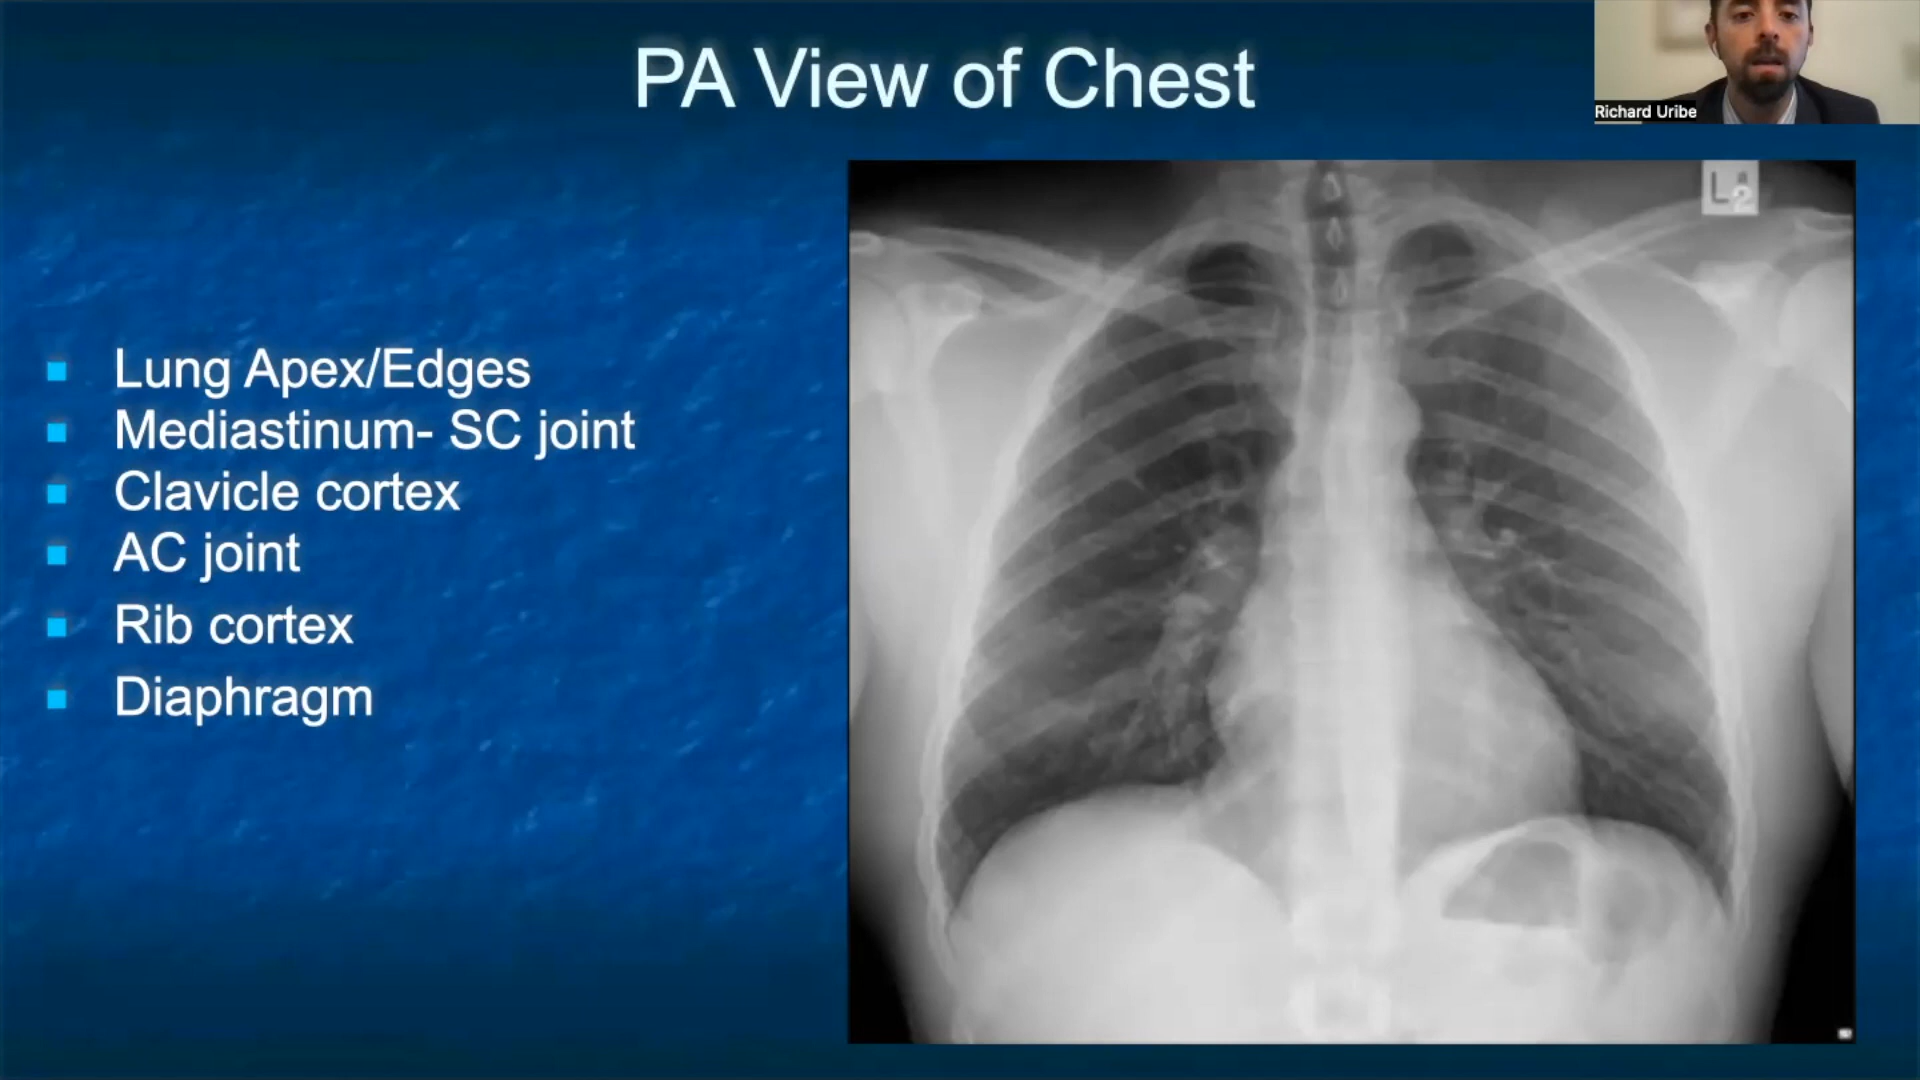 PA View of Chest
Richard Uribe
Lung Apex/Edges
Mediastinum- SC joint
Clavicle cortex
AC joint
Rib cortex
Diaphragm